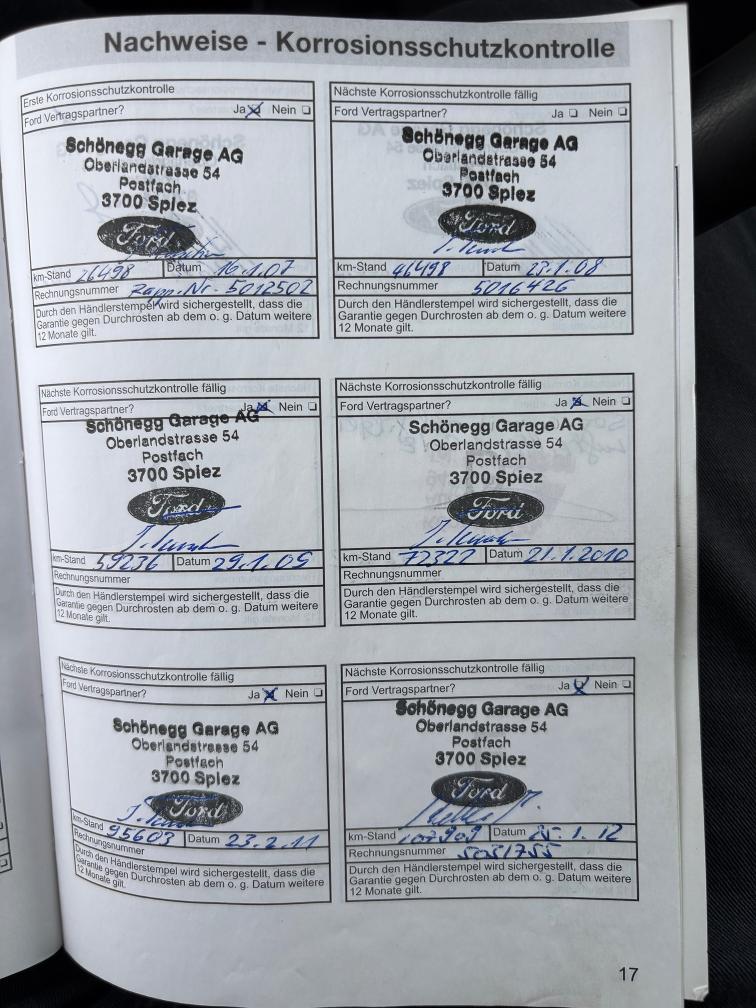 Nachweise - Korrosionsschutzkontrolle
Erste Korrosionsschutzkontrolle
Ford Vertragspartner? Ja Nein
Schönegg Garage AG
Oberlandstrasse 54
Postfach
3700 Spiez
Ford
km-Stand 26498 Datum 16.1.07
Rechnungsnummer Rapp. Nr. 5012502
Durch den Händlerstempel wird sichergestellt, dass die
Garantie gegen Durchrosten ab dem o. g. Datum weitere
12 Monate gilt.
Nächste Korrosionsschutzkontrolle fällig
Ford Vertragspartner? Ja Nein
Schönegg Garage AG
Oberlandstrasse 54
Postfach
3700 Spiez
Ford
km-Stand 46498 Datum 23.1.08
Rechnungsnummer 5016426
Durch den Händlerstempel wird sichergestellt, dass die
Garantie gegen Durchrosten ab dem o. g. Datum weitere
12 Monate gilt.
Nächste Korrosionsschutzkontrolle fällig
Ford Vertragspartner? Ja Nein
Schönegg Garage AG
Oberlandstrasse 54
Postfach
3700 Spiez
Ford
km-Stand 59236 Datum 29.1.09
Rechnungsnummer
Durch den Händlerstempel wird sichergestellt, dass die
Garantie gegen Durchrosten ab dem o. g. Datum weitere
12 Monate gilt.
Nächste Korrosionsschutzkontrolle fällig
Ford Vertragspartner? Ja Nein
Schönegg Garage AG
Oberlandstrasse 54
Postfach
3700 Spiez
Ford
km-Stand 72322 Datum 21.1.2010
Rechnungsnummer
Durch den Händlerstempel wird sichergestellt, dass die
Garantie gegen Durchrosten ab dem o. g. Datum weitere
12 Monate gilt.
Nächste Korrosionsschutzkontrolle fällig
Ford Vertragspartner? Ja Nein
Schönegg Garage AG
Oberlandstrasse 54
Postfach
3700 Spiez
Ford
km-Stand 95603 Datum 23.2.11
Rechnungsnummer
Durch den Händlerstempel wird sichergestellt, dass die
Garantie gegen Durchrosten ab dem o. g. Datum weitere
12 Monate gilt.
Nächste Korrosionsschutzkontrolle fällig
Ford Vertragspartner? Ja Nein
Schönegg Garage AG
Oberlandstrasse 54
Postfach
3700 Spiez
Ford
km-Stand 107909 Datum
Rechnungsnummer 5031755
Durch den Händlerstempel wird sichergestellt, dass die
Garantie gegen Durchrosten ab dem o. g. Datum weitere
12 Monate gilt.
17